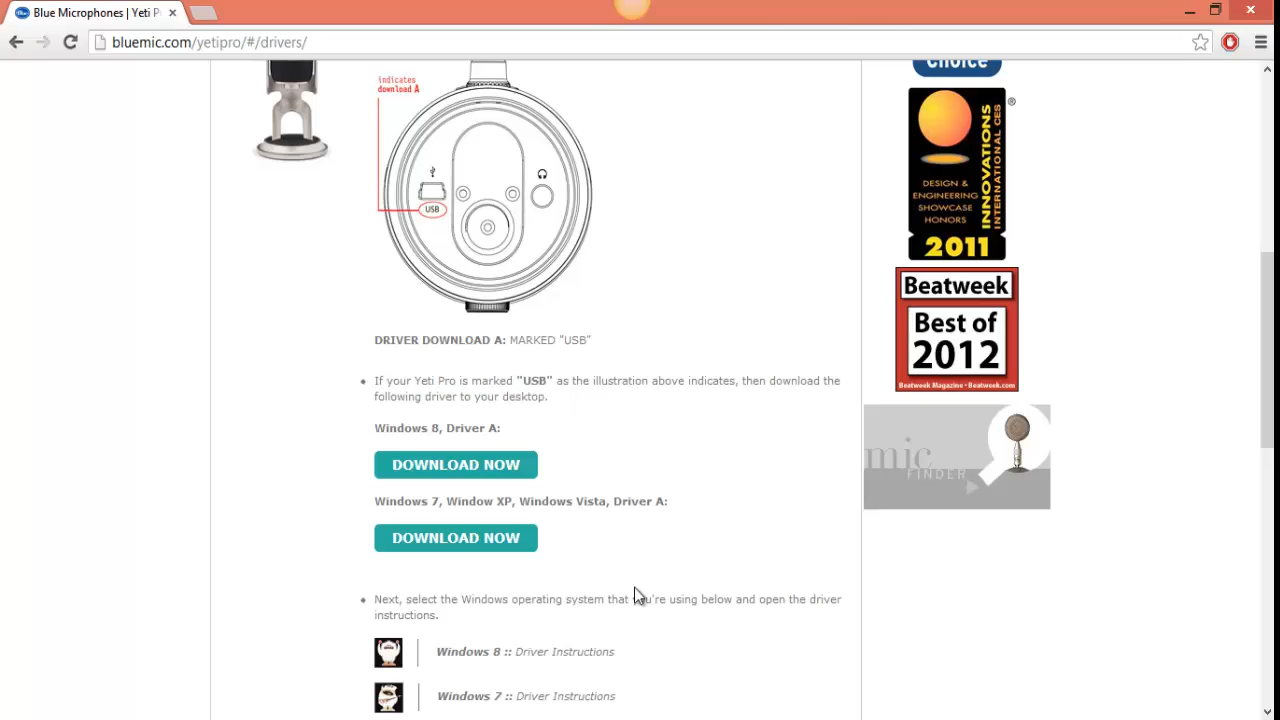 Blue Microphones | Yeti P
bluemic.com/yetipro/#/drivers/
indicates
download A
USB
choice
DESIGN &
ENGINEERING
SHOWCASE
HONORS
INNOVATIONS
INTERNATIONAL CES
®
2011
Beatweek
Best of
2012
Beatweek Magazine • Beatweek.com
mic
FINDER
DRIVER DOWNLOAD A: MARKED "USB"
If your Yeti Pro is marked "USB" as the illustration above indicates, then download the
following driver to your desktop.
Windows 8, Driver A:
DOWNLOAD NOW
Windows 7, Window XP, Windows Vista, Driver A:
DOWNLOAD NOW
Next, select the Windows operating system that you're using below and open the driver
instructions.
Windows 8 :: Driver Instructions
Windows 7 :: Driver Instructions